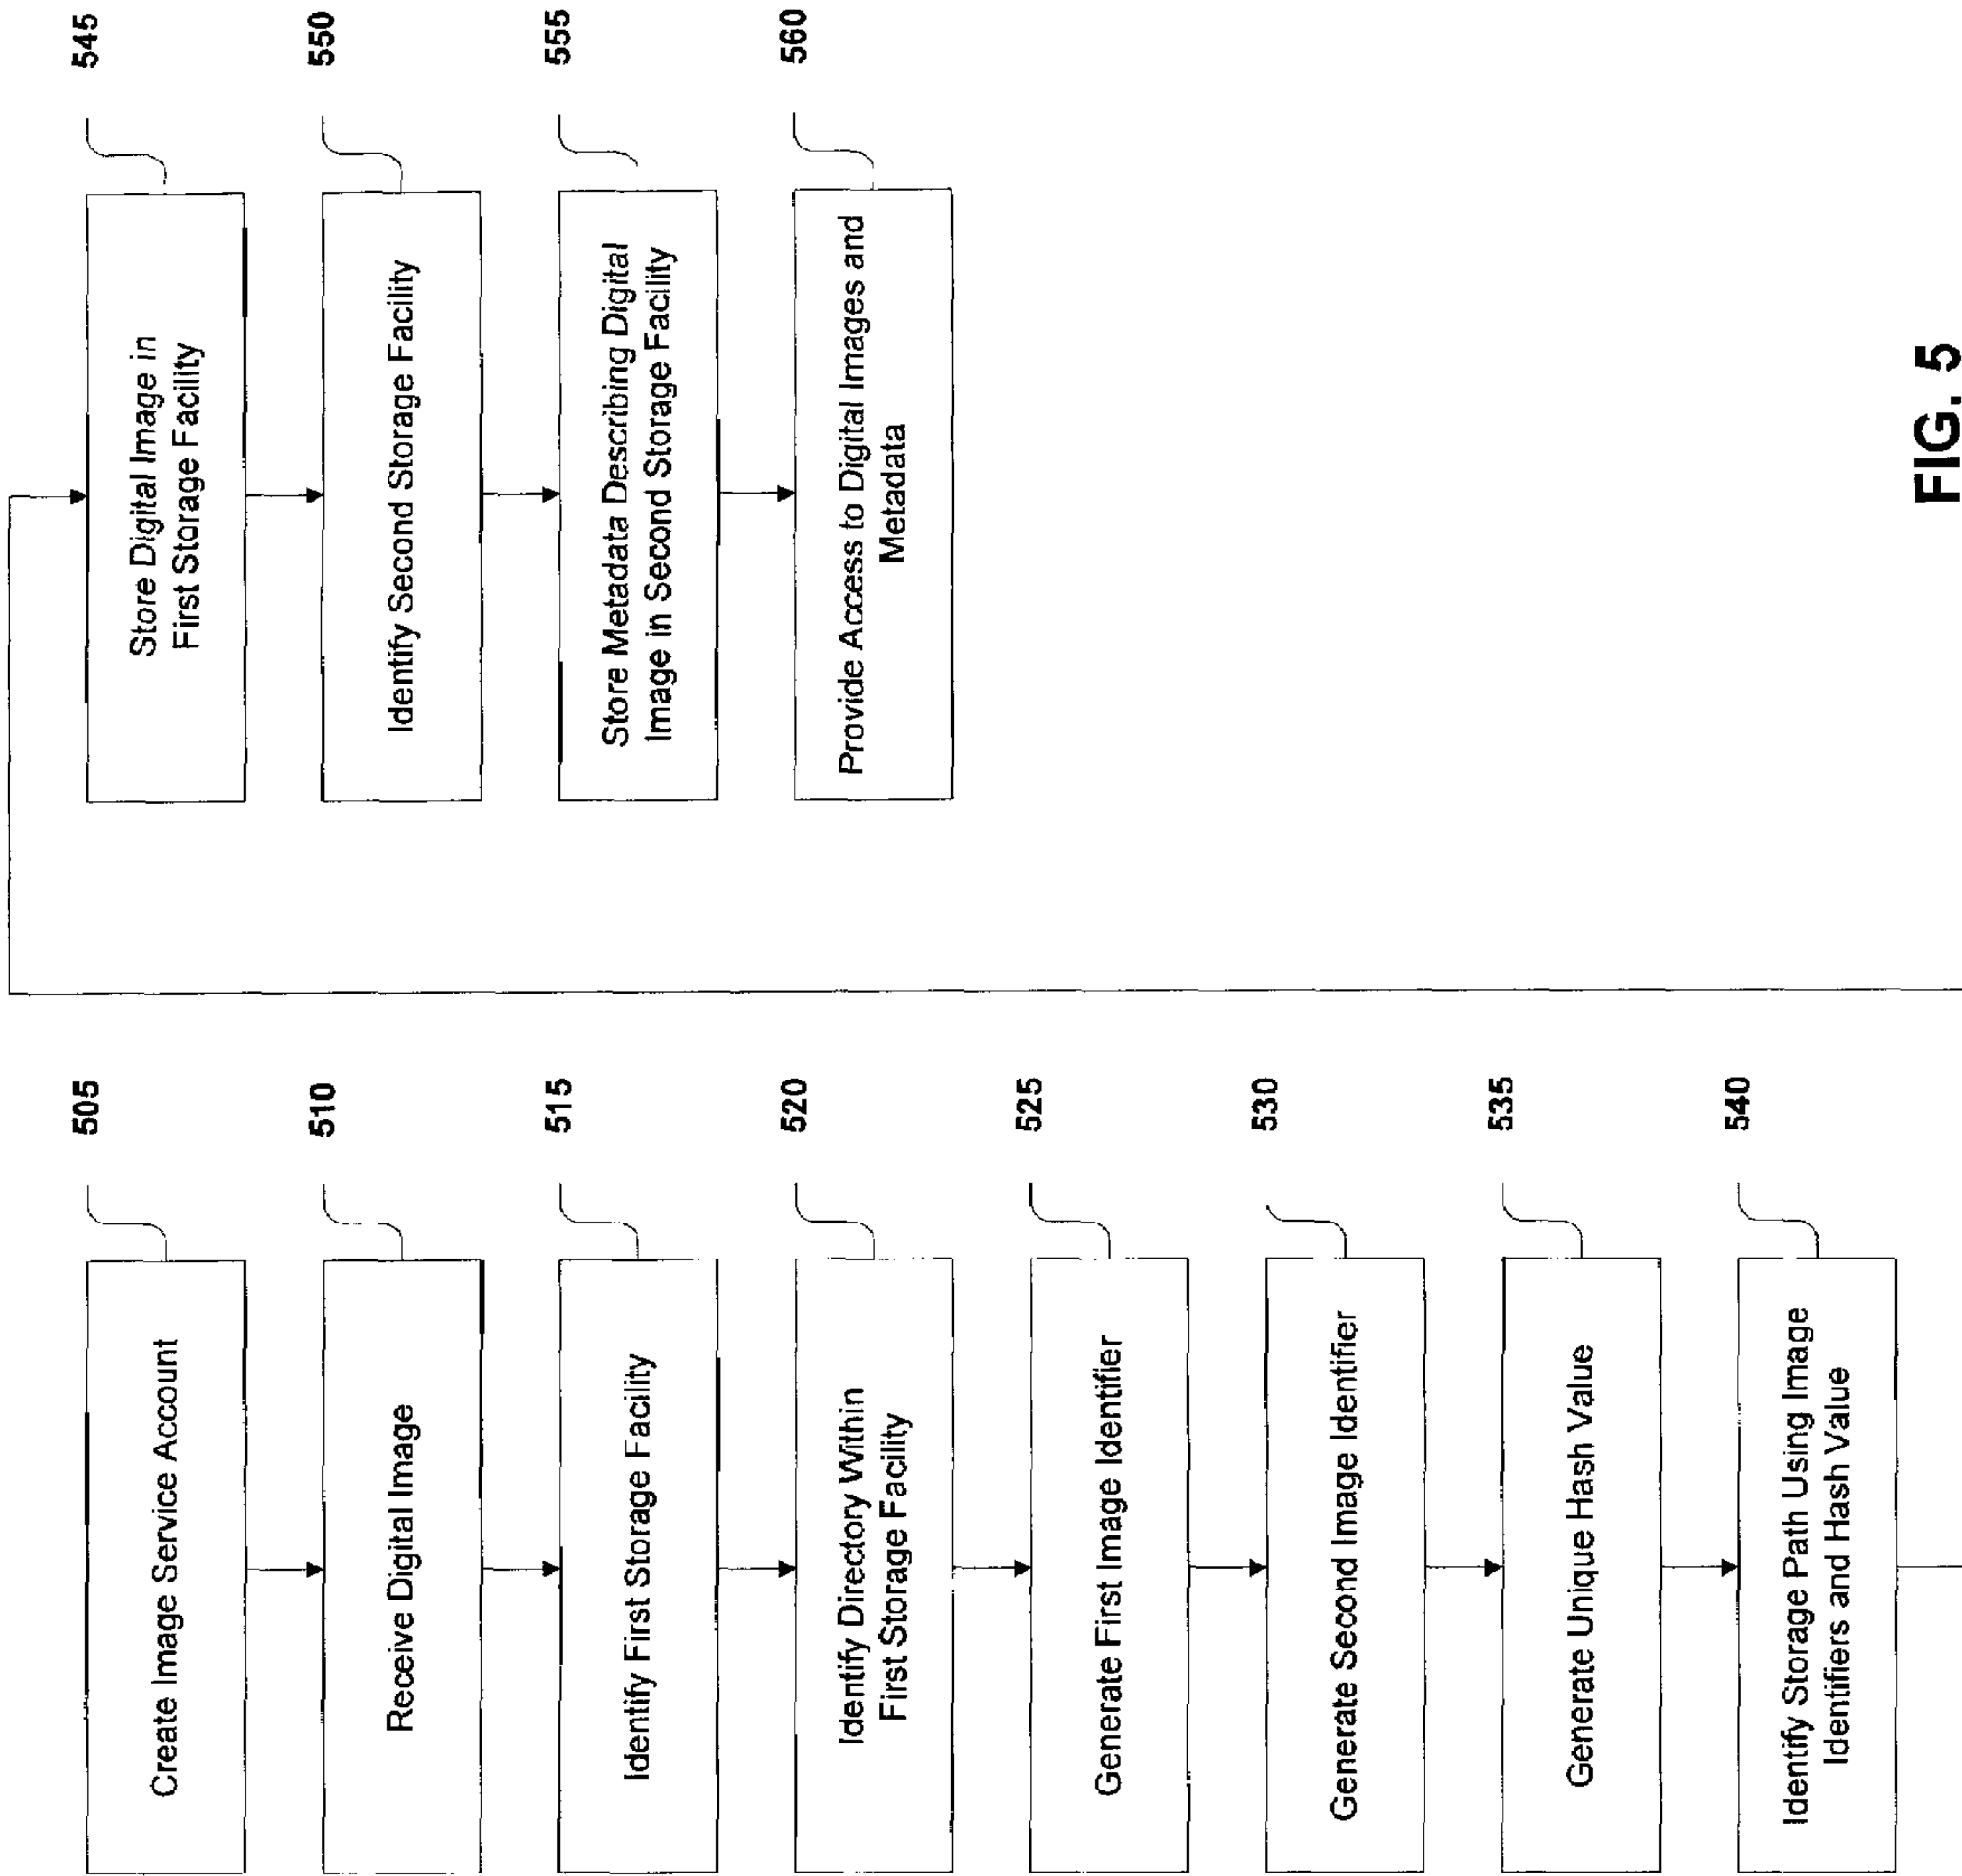 505
Create Image Service Account
510
Receive Digital Image
515
Identify First Storage Facility
520
Identify Directory Within
First Storage Facility
525
Generate First Image Identifier
530
Generate Second Image Identifier
535
Generate Unique Hash Value
540
Identify Storage Path Using Image
Identifiers and Hash Value
545
Store Digital Image in
First Storage Facility
550
Identify Second Storage Facility
555
Store Metadata Describing Digital
Image in Second Storage Facility
560
Provide Access to Digital Images and
Metadata
FIG. 5